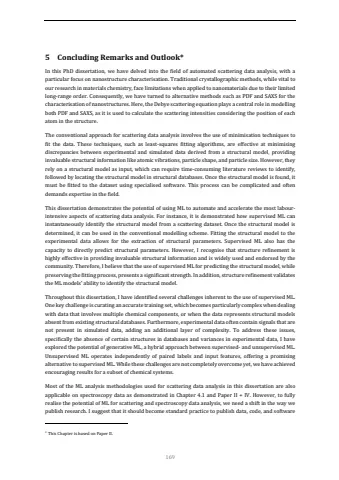 5 Concluding Remarks and Outlook*
In this PhD dissertation, we have delved into the field of automated scattering data analysis, with a
particular focus on nanostructure characterisation. Traditional crystallographic methods, while vital to
our research in materials chemistry, face limitations when applied to nanomaterials due to their limited
long-range order. Consequently, we have turned to alternative methods such as PDF and SAXS for the
characterisation of nanostructures. Here, the Debye scattering equation plays a central role in modelling
both PDF and SAXS, as it is used to calculate the scattering intensities considering the position of each
atom in the structure.
The conventional approach for scattering data analysis involves the use of minimisation techniques to
fit the data. These techniques, such as least-squares fitting algorithms, are effective at minimising
discrepancies between experimental and simulated data derived from a structural model, providing
invaluable structural information like atomic vibrations, particle shape, and particle size. However, they
rely on a structural model as input, which can require time-consuming literature reviews to identify,
followed by locating the structural model in structural databases. Once the structural model is found, it
must be fitted to the dataset using specialised software. This process can be complicated and often
demands expertise in the field.
This dissertation demonstrates the potential of using ML to automate and accelerate the most labour-
intensive aspects of scattering data analysis. For instance, it is demonstrated how supervised ML can
instantaneously identify the structural model from a scattering dataset. Once the structural model is
determined, it can be used in the conventional modelling scheme. Fitting the structural model to the
experimental data allows for the extraction of structural parameters. Supervised ML also has the
capacity to directly predict structural parameters. However, I recognise that structure refinement is
highly effective in providing invaluable structural information and is widely used and endorsed by the
community. Therefore, I believe that the use of supervised ML for predicting the structural model, while
preserving the fitting process, presents a significant strength. In addition, structure refinement validates
the ML models' ability to identify the structural model.
Throughout this dissertation, I have identified several challenges inherent to the use of supervised ML.
One key challenge is curating an accurate training set, which becomes particularly complex when dealing
with data that involves multiple chemical components, or when the data represents structural models
absent from existing structural databases. Furthermore, experimental data often contain signals that are
not present in simulated data, adding an additional layer of complexity. To address these issues,
specifically the absence of certain structures in databases and variances in experimental data, I have
explored the potential of generative ML, a hybrid approach between supervised- and unsupervised ML.
Unsupervised ML operates independently of paired labels and input features, offering a promising
alternative to supervised ML. While these challenges are not completely overcome yet, we have achieved
encouraging results for a subset of chemical systems.
Most of the ML analysis methodologies used for scattering data in this dissertation are also
applicable on spectroscopy data as demonstrated in Chapter 4.1 and Paper II + IV. However, to fully
realise the potential of ML for scattering and spectroscopy data analysis, we need a shift in the way we
publish research. I suggest that it should become standard practice to publish data, code, and software
* This Chapter is based on Paper II.
169